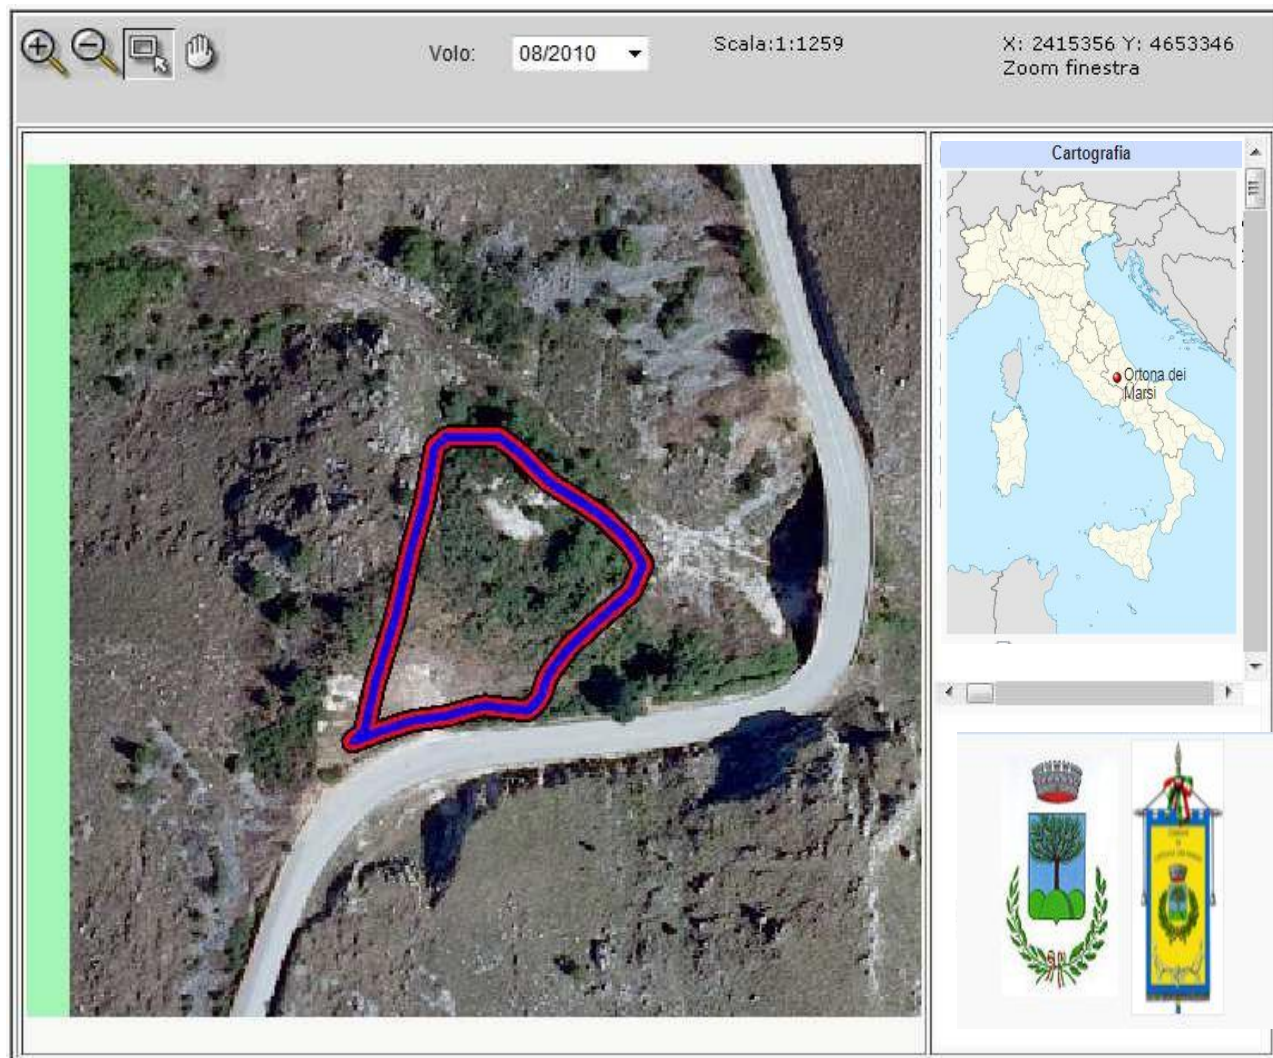 Volo:
08/2010
Scala:1:1259
X: 2415356 Y: 4653346
Zoom finestra
Cartografia
Ortona dei
Marsi